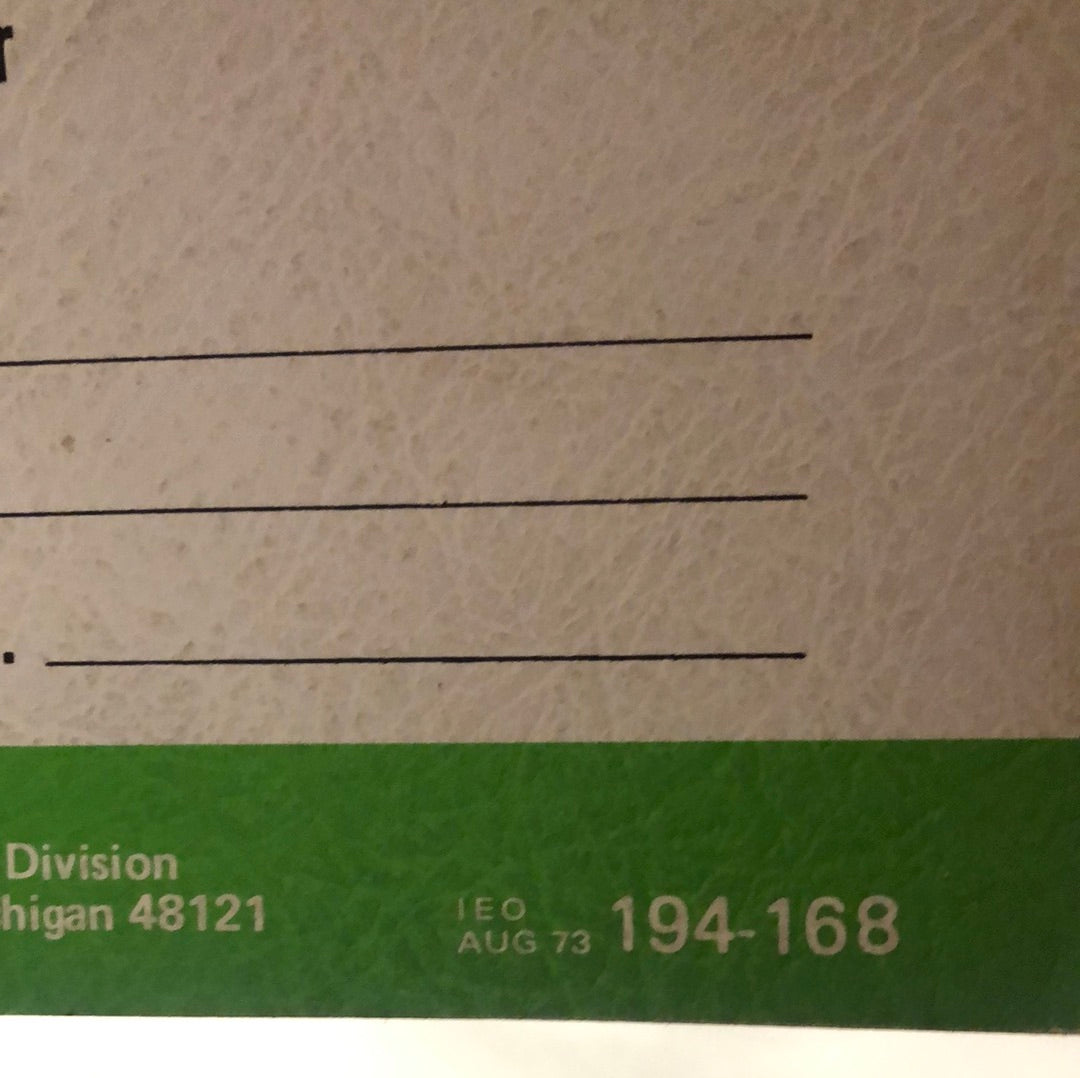 r
.
Division
higan 48121
IEO
AUG 73 194-168